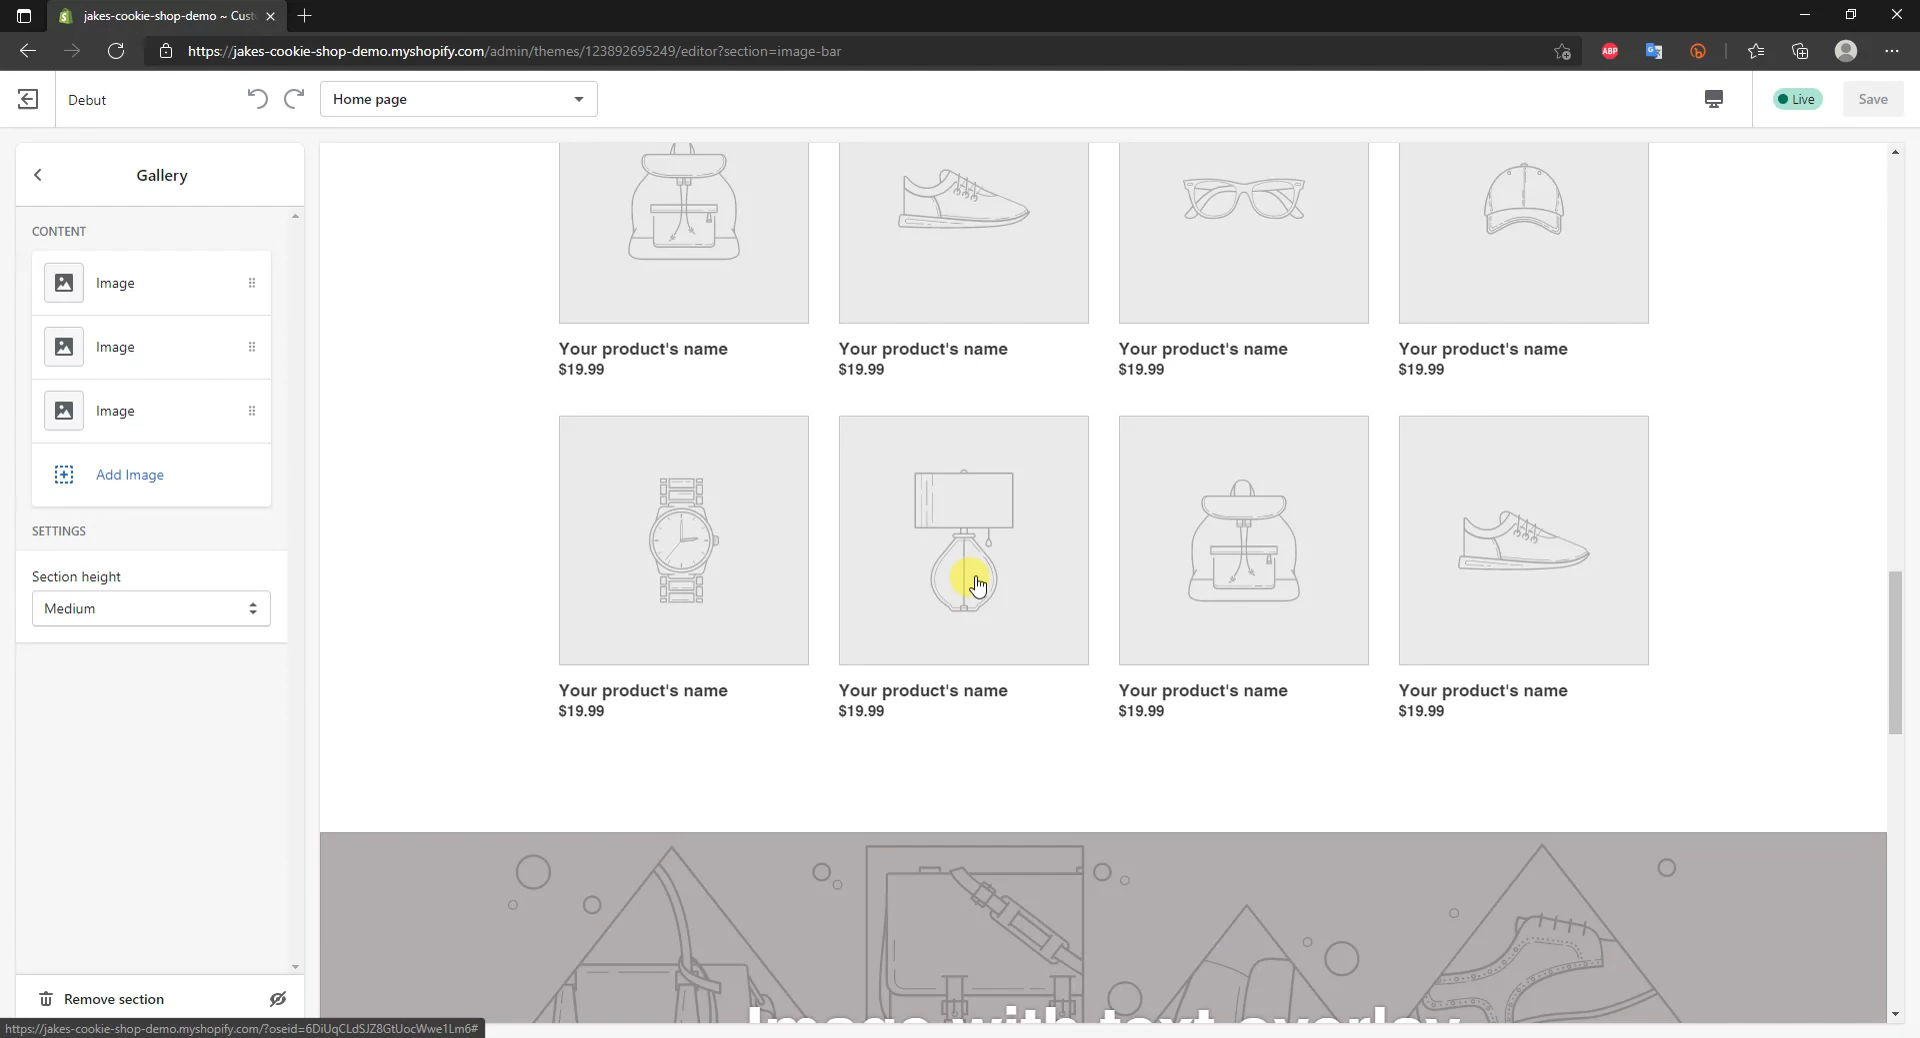 jakes-cookie-shop-demo ~ Cust
https://jakes-cookie-shop-demo.myshopify.com/admin/themes/123892695249/editor?section=image-bar
ABP
Debut
Home page
Live
Save
Gallery
CONTENT
Image
Image
Image
Add Image
SETTINGS
Section height
Medium
Remove section
Your product's name
$19.99
Your product's name
$19.99
Your product's name
$19.99
Your product's name
$19.99
Your product's name
$19.99
Your product's name
$19.99
Your product's name
$19.99
Your product's name
$19.99
Image with text overlay
https://jakes-cookie-shop-demo.myshopify.com/?oseid=6DiUqCLdSJZ8GtUocWwe1Lm6#